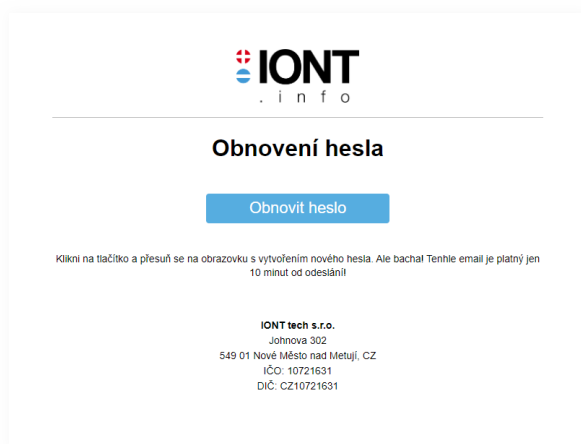 IONT
.info
Obnovení hesla
Obnovit heslo
Klikni na tlačítko a přesuň se na obrazovku s vytvořením nového hesla. Ale bacha! Tenhle email je platný jen
10 minut od odeslání!
IONT tech s.r.o.
Johnova 302
549 01 Nové Město nad Metují, CZ
IČO: 10721631
DIČ: CZ10721631